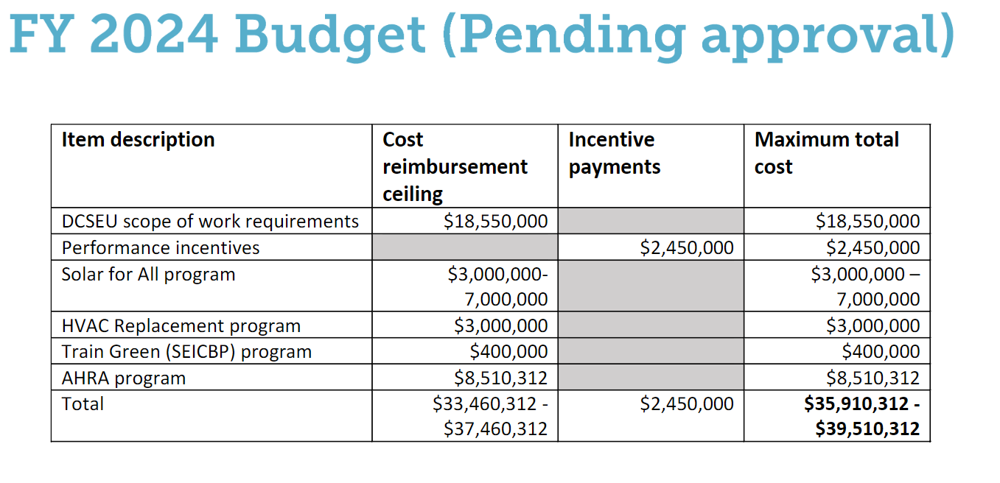 FY 2024 Budget (Pending approval)
Item description
Cost
reimbursement
ceiling
Incentive
payments
Maximum total
cost
DCSEU scope of work requirements $18,550,000 $18,550,000
Performance incentives $2,450,000 $2,450,000
Solar for All program $3,000,000- $3,000,000 –
7,000,000 7,000,000
HVAC Replacement program $3,000,000 $3,000,000
Train Green (SEICBP) program $400,000 $400,000
AHRA program $8,510,312 $8,510,312
Total $33,460,312 - $2,450,000 $35,910,312 -
$37,460,312 $39,510,312